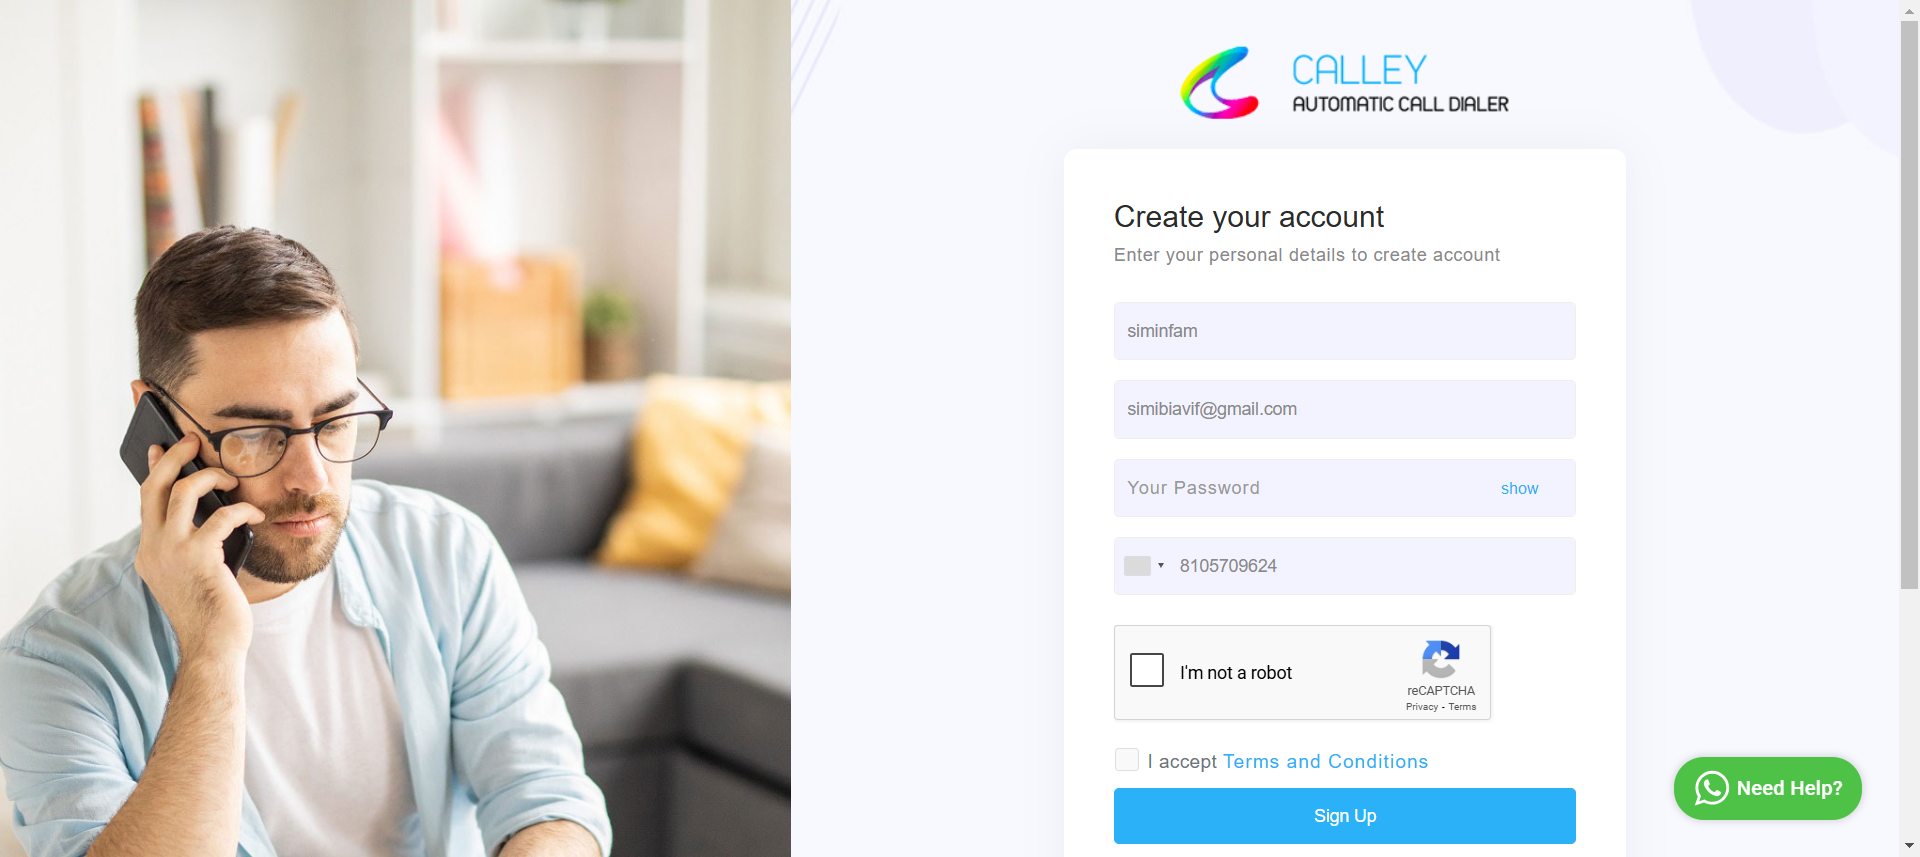 CALLEY
AUTOMATIC CALL DIALER
Create your account
Enter your personal details to create account
siminfam
simibiavif@gmail.com
Your Password show
8105709624
I'm not a robot
reCAPTCHA
Privacy - Terms
I accept Terms and Conditions
Need Help?
Sign Up